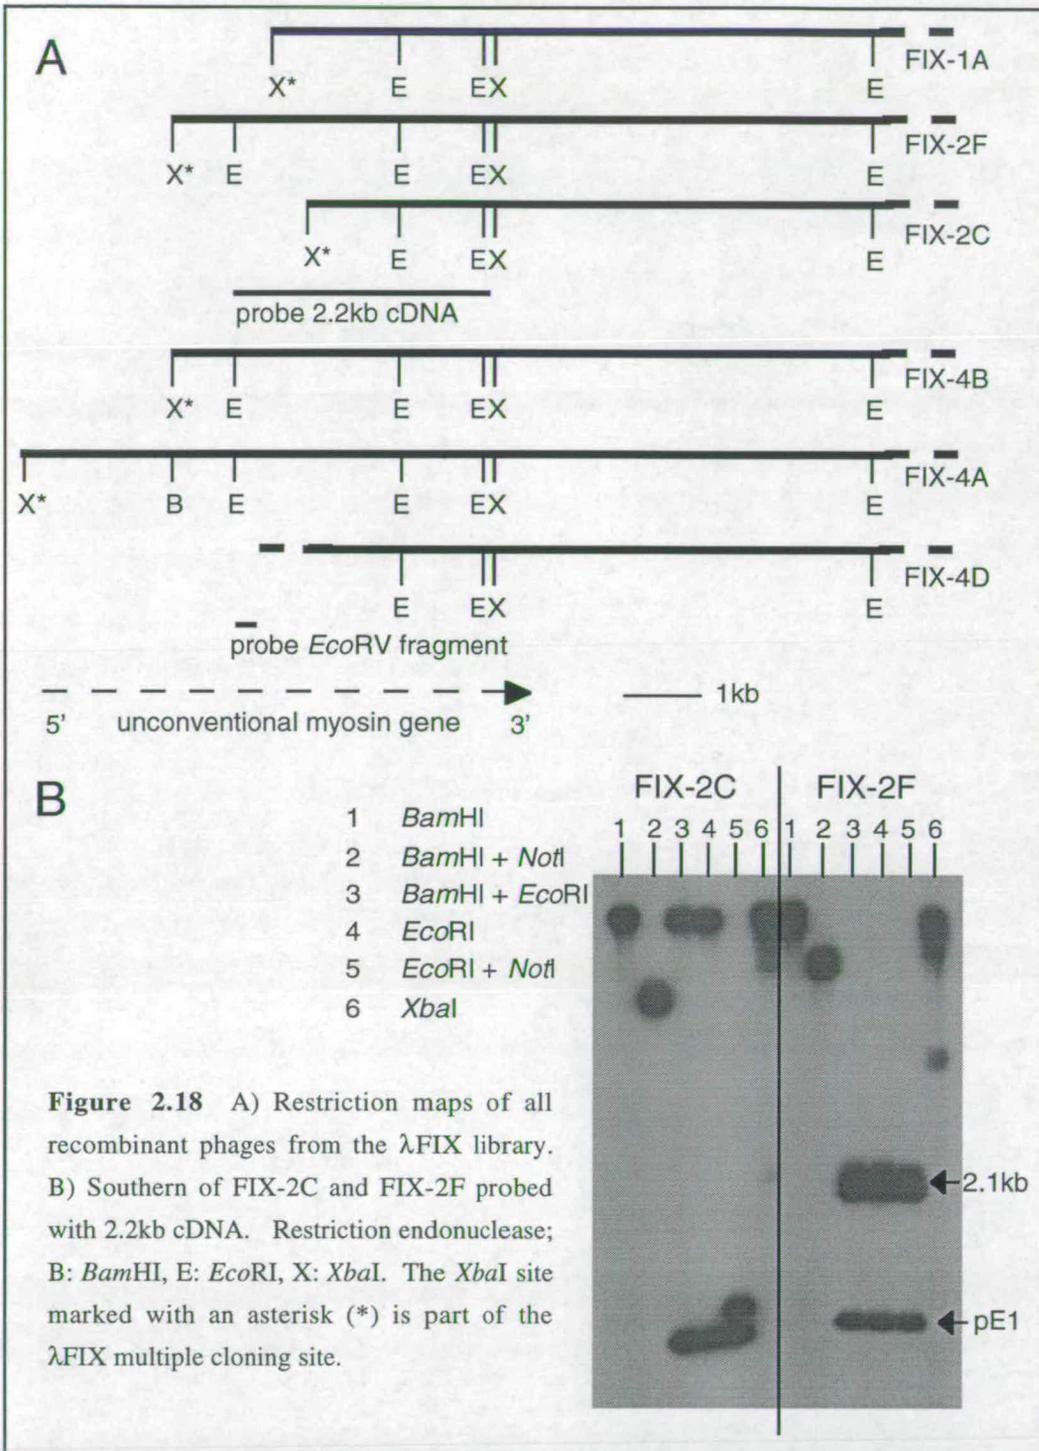 A
X* E EX E FIX-1A
X* E E EX E FIX-2F
X* E EX E FIX-2C
probe 2.2kb cDNA
X* E E EX E FIX-4B
X* B E E EX E FIX-4A
E EX E FIX-4D
probe EcoRV fragment
1kb
5' unconventional myosin gene 3'
B
FIX-2C FIX-2F
1 2 3 4 5 6 1 2 3 4 5 6
1 BamHI
2 BamHI + NotI
3 BamHI + EcoRI
4 EcoRI
5 EcoRI + NotI
6 XbaI
2.1kb
pE1
Figure 2.18 A) Restriction maps of all
recombinant phages from the λFIX library.
B) Southern of FIX-2C and FIX-2F probed
with 2.2kb cDNA. Restriction endonuclease;
B: BamHI, E: EcoRI, X: XbaI. The XbaI site
marked with an asterisk (*) is part of the
λFIX multiple cloning site.